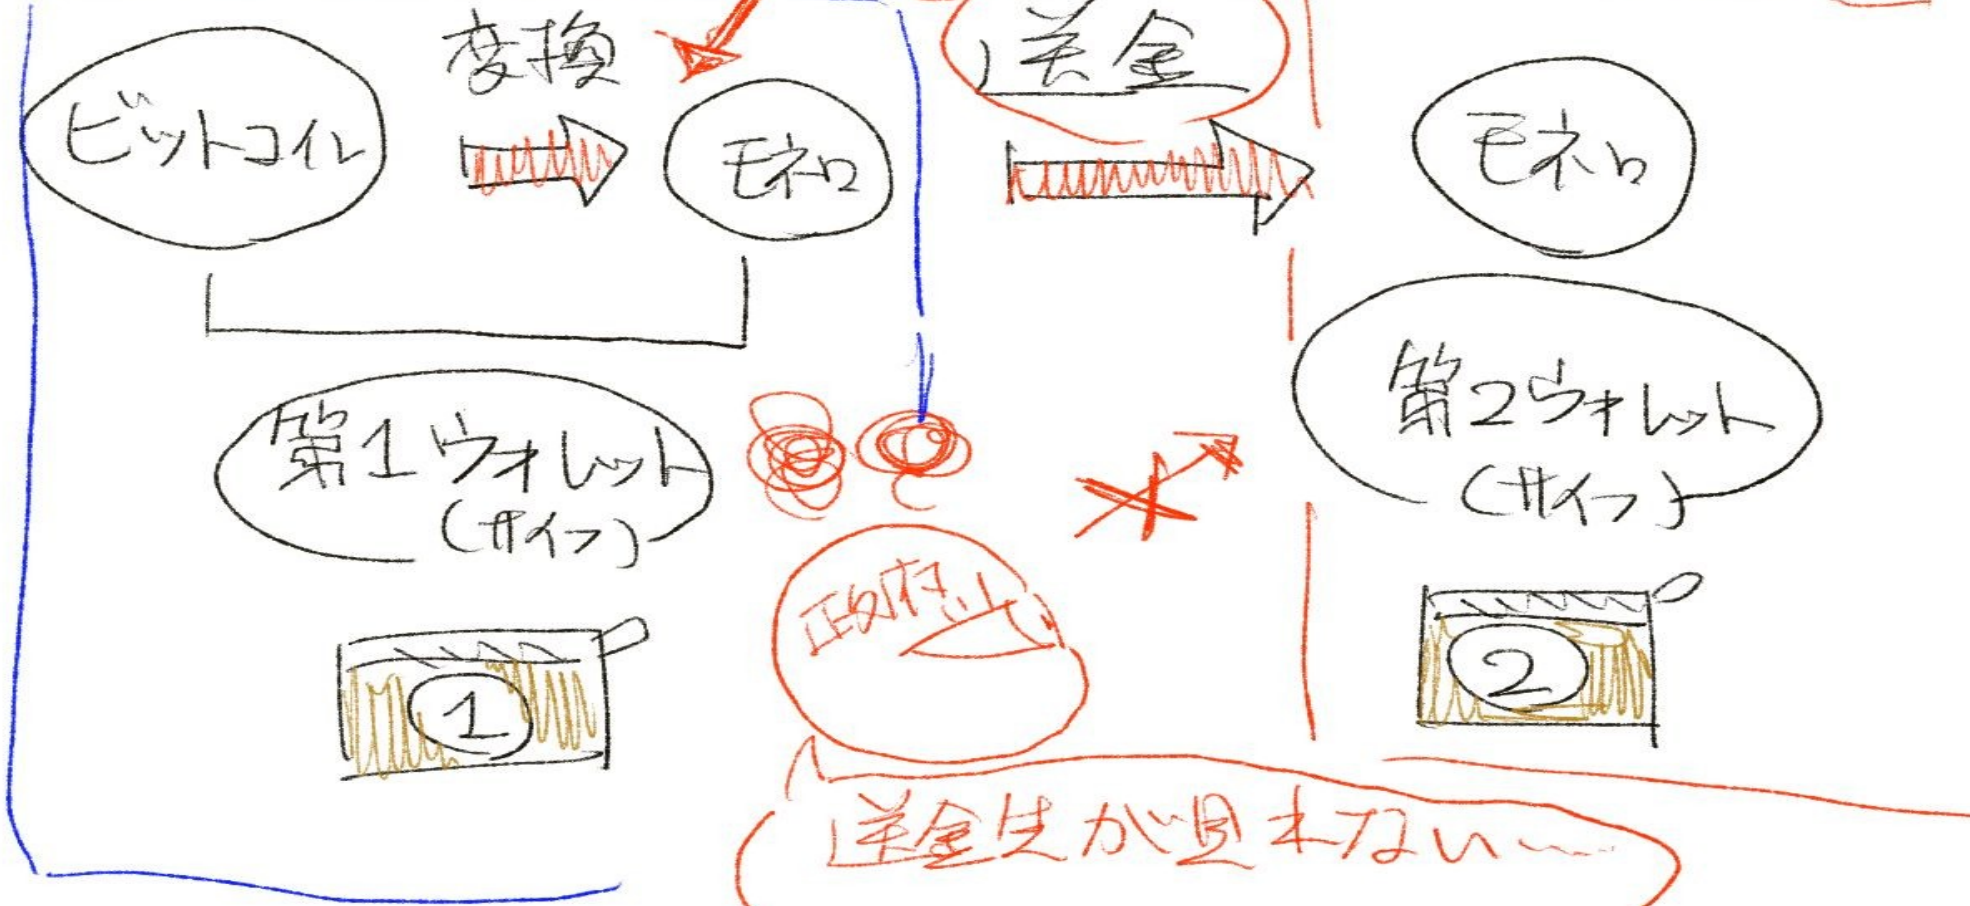 変換
送金
ビットコイン
モネロ
モネロ
第1ウォレット
(サイフ)
第2ウォレット
(サイフ)
政府
1
2
送金先が見れない〜